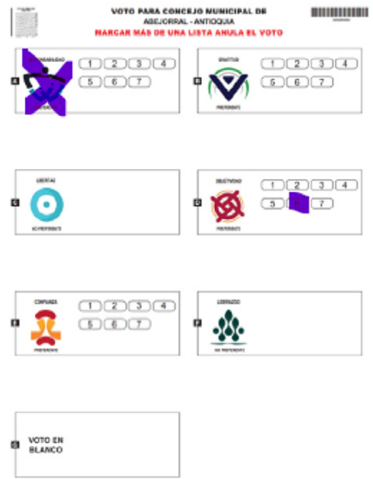 VOTO PARA CONCEJO MUNICIPAL DE
ABEJORRAL - ANTIOQUIA
MARCAR MÁS DE UNA LISTA ANULA EL VOTO
A
1 2 3 4
5 6 7
B
1 2 3 4
5 6 7
PREFERENTE
C
LIBERTAD
NO PREFERENTE
D
OBJETIVIDAD
1 2 3 4
5 7
PREFERENTE
E
CONFIANZA
1 2 3 4
5 6 7
PREFERENTE
F
LIDERAZGO
NO PREFERENTE
G
VOTO EN
BLANCO